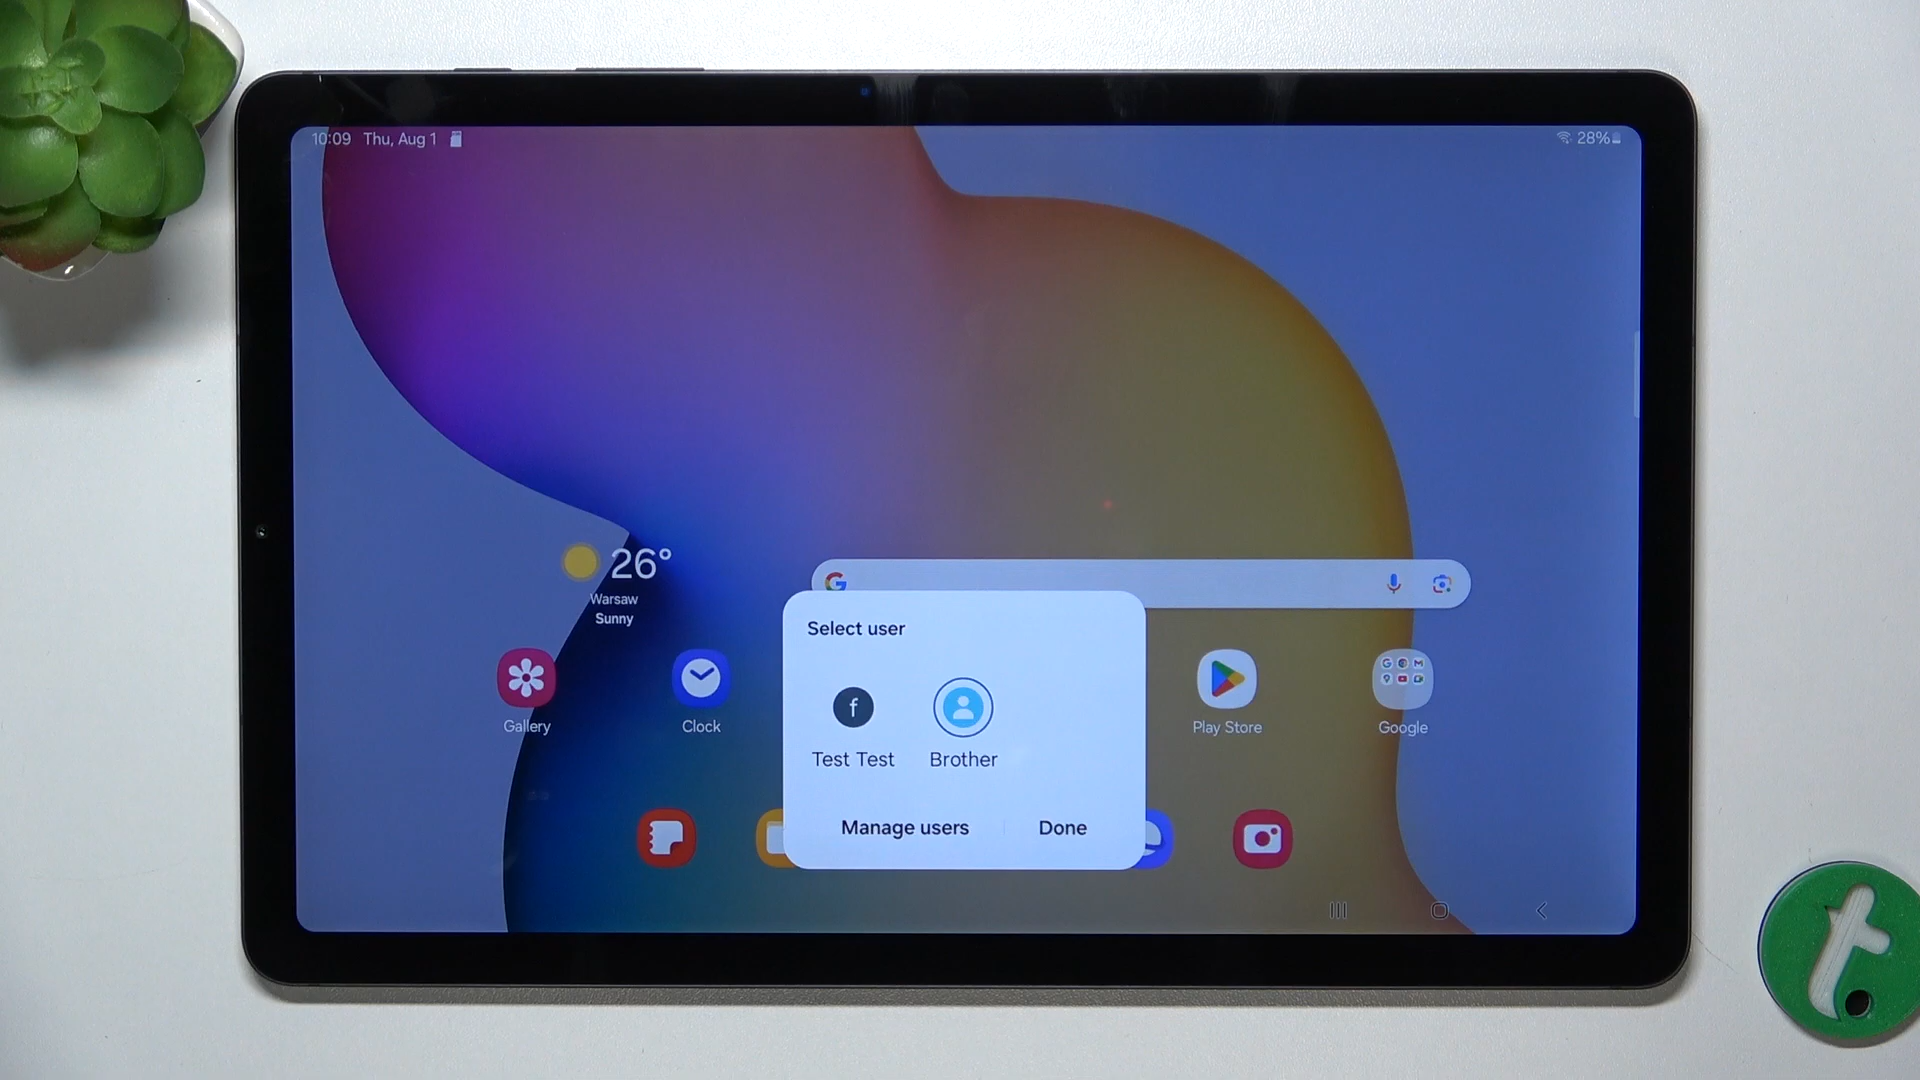 10:09 Thu, Aug 1
28%
26°
Warsaw
Sunny
G
Select user
f
Test Test
Brother
Manage users
Done
Gallery
Clock
Play Store
Google
t